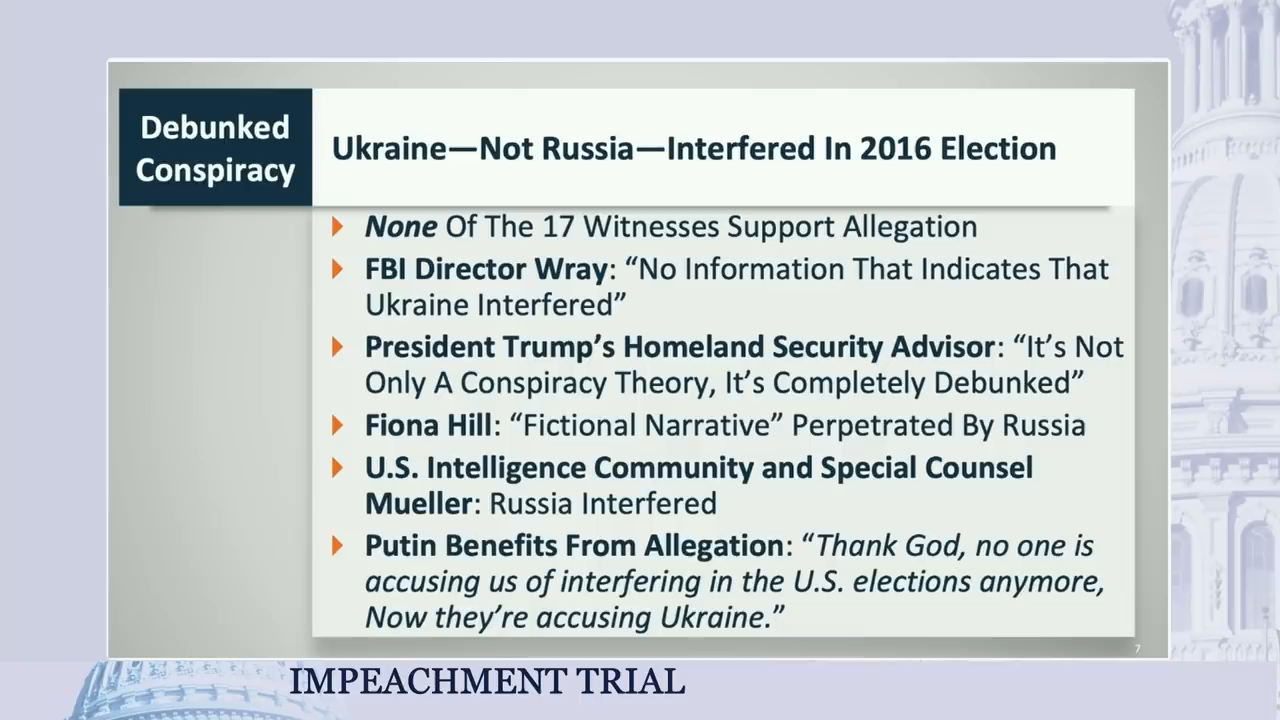 Debunked
Conspiracy
Ukraine—Not Russia—Interfered In 2016 Election
None Of The 17 Witnesses Support Allegation
FBI Director Wray: “No Information That Indicates That
Ukraine Interfered”
President Trump’s Homeland Security Advisor: “It’s Not
Only A Conspiracy Theory, It’s Completely Debunked”
Fiona Hill: “Fictional Narrative” Perpetrated By Russia
U.S. Intelligence Community and Special Counsel
Mueller: Russia Interfered
Putin Benefits From Allegation: “Thank God, no one is
accusing us of interfering in the U.S. elections anymore,
Now they’re accusing Ukraine.”
7
IMPEACHMENT TRIAL